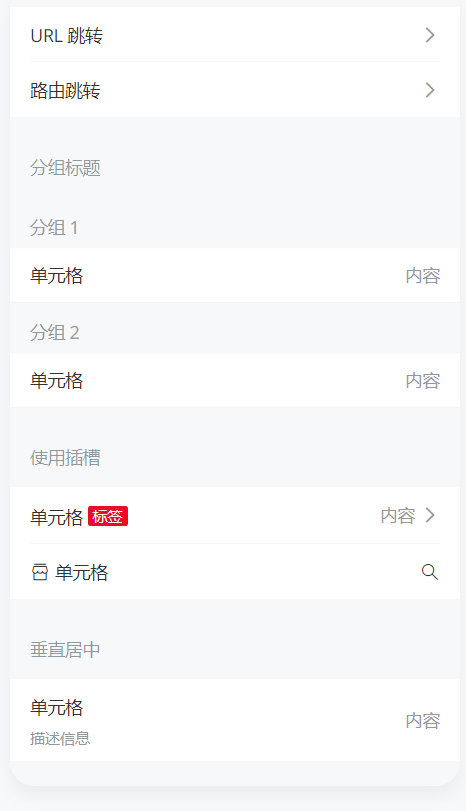 URL 跳转
路由跳转
分组标题
分组 1
单元格 内容
分组 2
单元格 内容
使用插槽
单元格 标签 内容
单元格
垂直居中
单元格
描述信息 内容